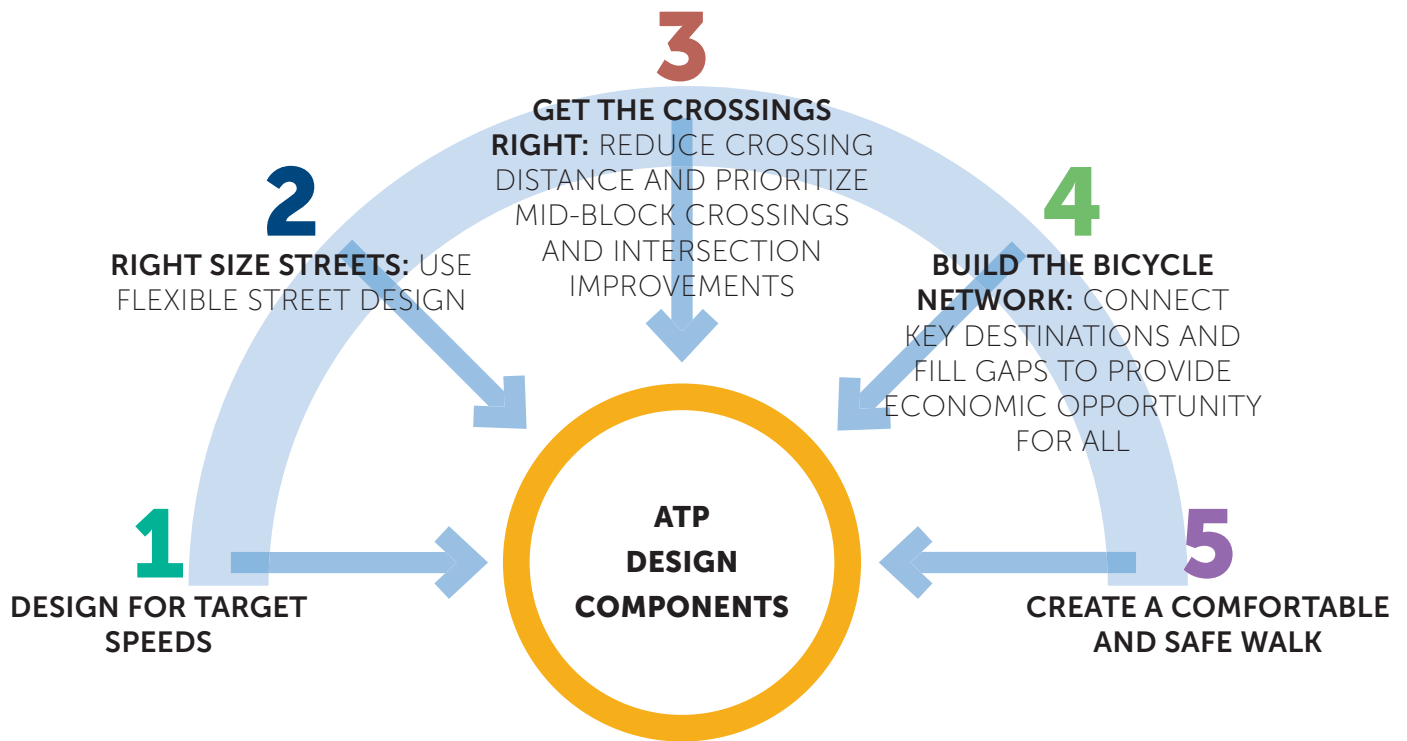 1
DESIGN FOR TARGET
SPEEDS
2
RIGHT SIZE STREETS: USE
FLEXIBLE STREET DESIGN
3
GET THE CROSSINGS
RIGHT: REDUCE CROSSING
DISTANCE AND PRIORITIZE
MID-BLOCK CROSSINGS
AND INTERSECTION
IMPROVEMENTS
4
BUILD THE BICYCLE
NETWORK: CONNECT
KEY DESTINATIONS AND
FILL GAPS TO PROVIDE
ECONOMIC OPPORTUNITY
FOR ALL
5
CREATE A COMFORTABLE
AND SAFE WALK
ATP
DESIGN
COMPONENTS